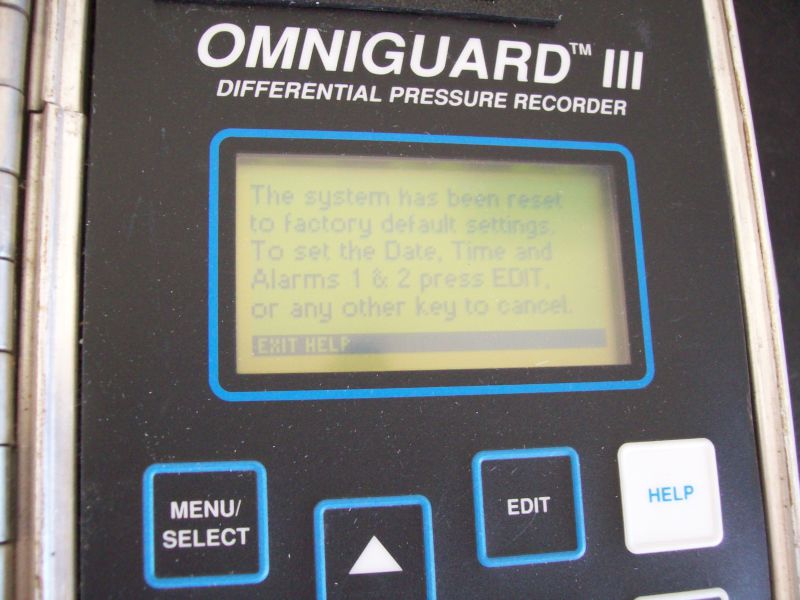 OMNIGUARD™ III
DIFFERENTIAL PRESSURE RECORDER
The system has been reset
to factory default settings.
To set the Date, Time and
Alarms 1 & 2 press EDIT,
or any other key to cancel.
EXIT HELP
MENU/
SELECT
EDIT
HELP